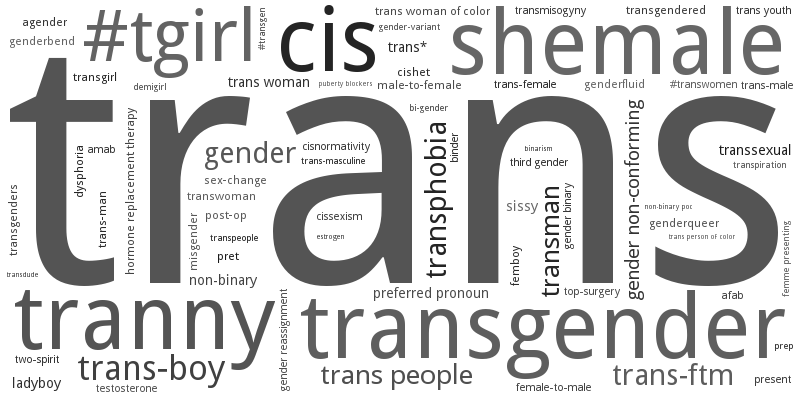 agender
#tgirl
#transgen
cis
trans woman of color
gender-variant
transmisogyny
transgendered
trans youth
genderbend
trans*
shemale
transgirl
demigirl
trans woman
puberty blockers
cishet
male-to-female
trans-female
genderfluid
#transwomen
trans-male
trans
bi-gender
dysphoria
amab
hormone replacement therapy
gender
cisnormativity
trans-masculine
transphobia
binder
binarism
third gender
gender non-conforming
transsexual
transpiration
sex-change
transwoman
transgenders
trans-man
misgender
post-op
cissexism
estrogen
transpeople
pret
non-binary
sissy
femboy
transman
gender binary
non-binary poc
genderqueer
trans person of color
femme presenting
transdude
preferred pronoun
top-surgery
afab
tranny
gender reassignment
transgender
prep
two-spirit
trans-boy
ladyboy
testosterone
trans people
female-to-male
trans-ftm
present